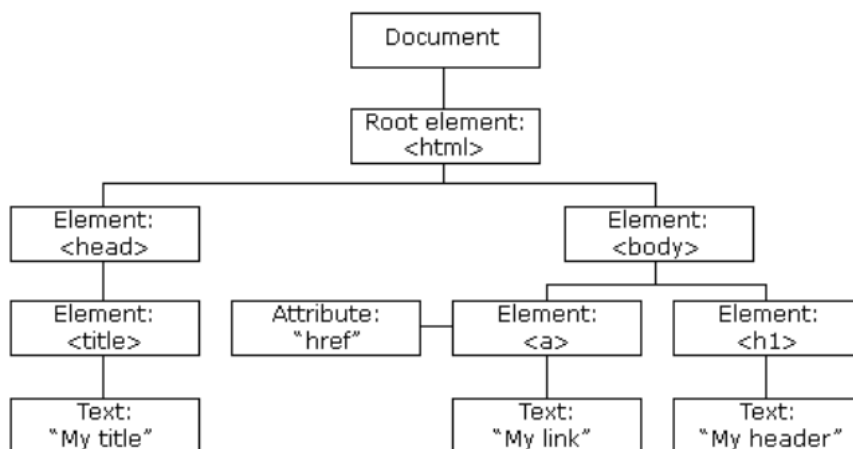 Document
Root element:
<html>
Element:
<head>
Element:
<body>
Element:
<title>
Attribute:
“href”
Element:
<a>
Element:
<h1>
Text:
“My title”
Text:
“My link”
Text:
“My header”